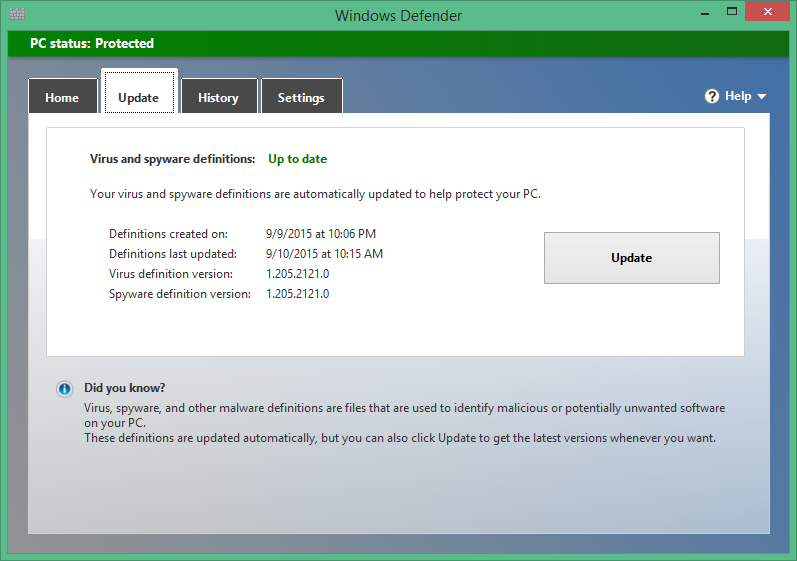 Windows Defender
PC status: Protected
Home
Update
History
Settings
? Help
Virus and spyware definitions: Up to date
Your virus and spyware definitions are automatically updated to help protect your PC.
Definitions created on: 9/9/2015 at 10:06 PM
Definitions last updated: 9/10/2015 at 10:15 AM
Virus definition version: 1.205.2121.0
Spyware definition version: 1.205.2121.0
Update
Did you know?
Virus, spyware, and other malware definitions are files that are used to identify malicious or potentially unwanted software
on your PC.
These definitions are updated automatically, but you can also click Update to get the latest versions whenever you want.